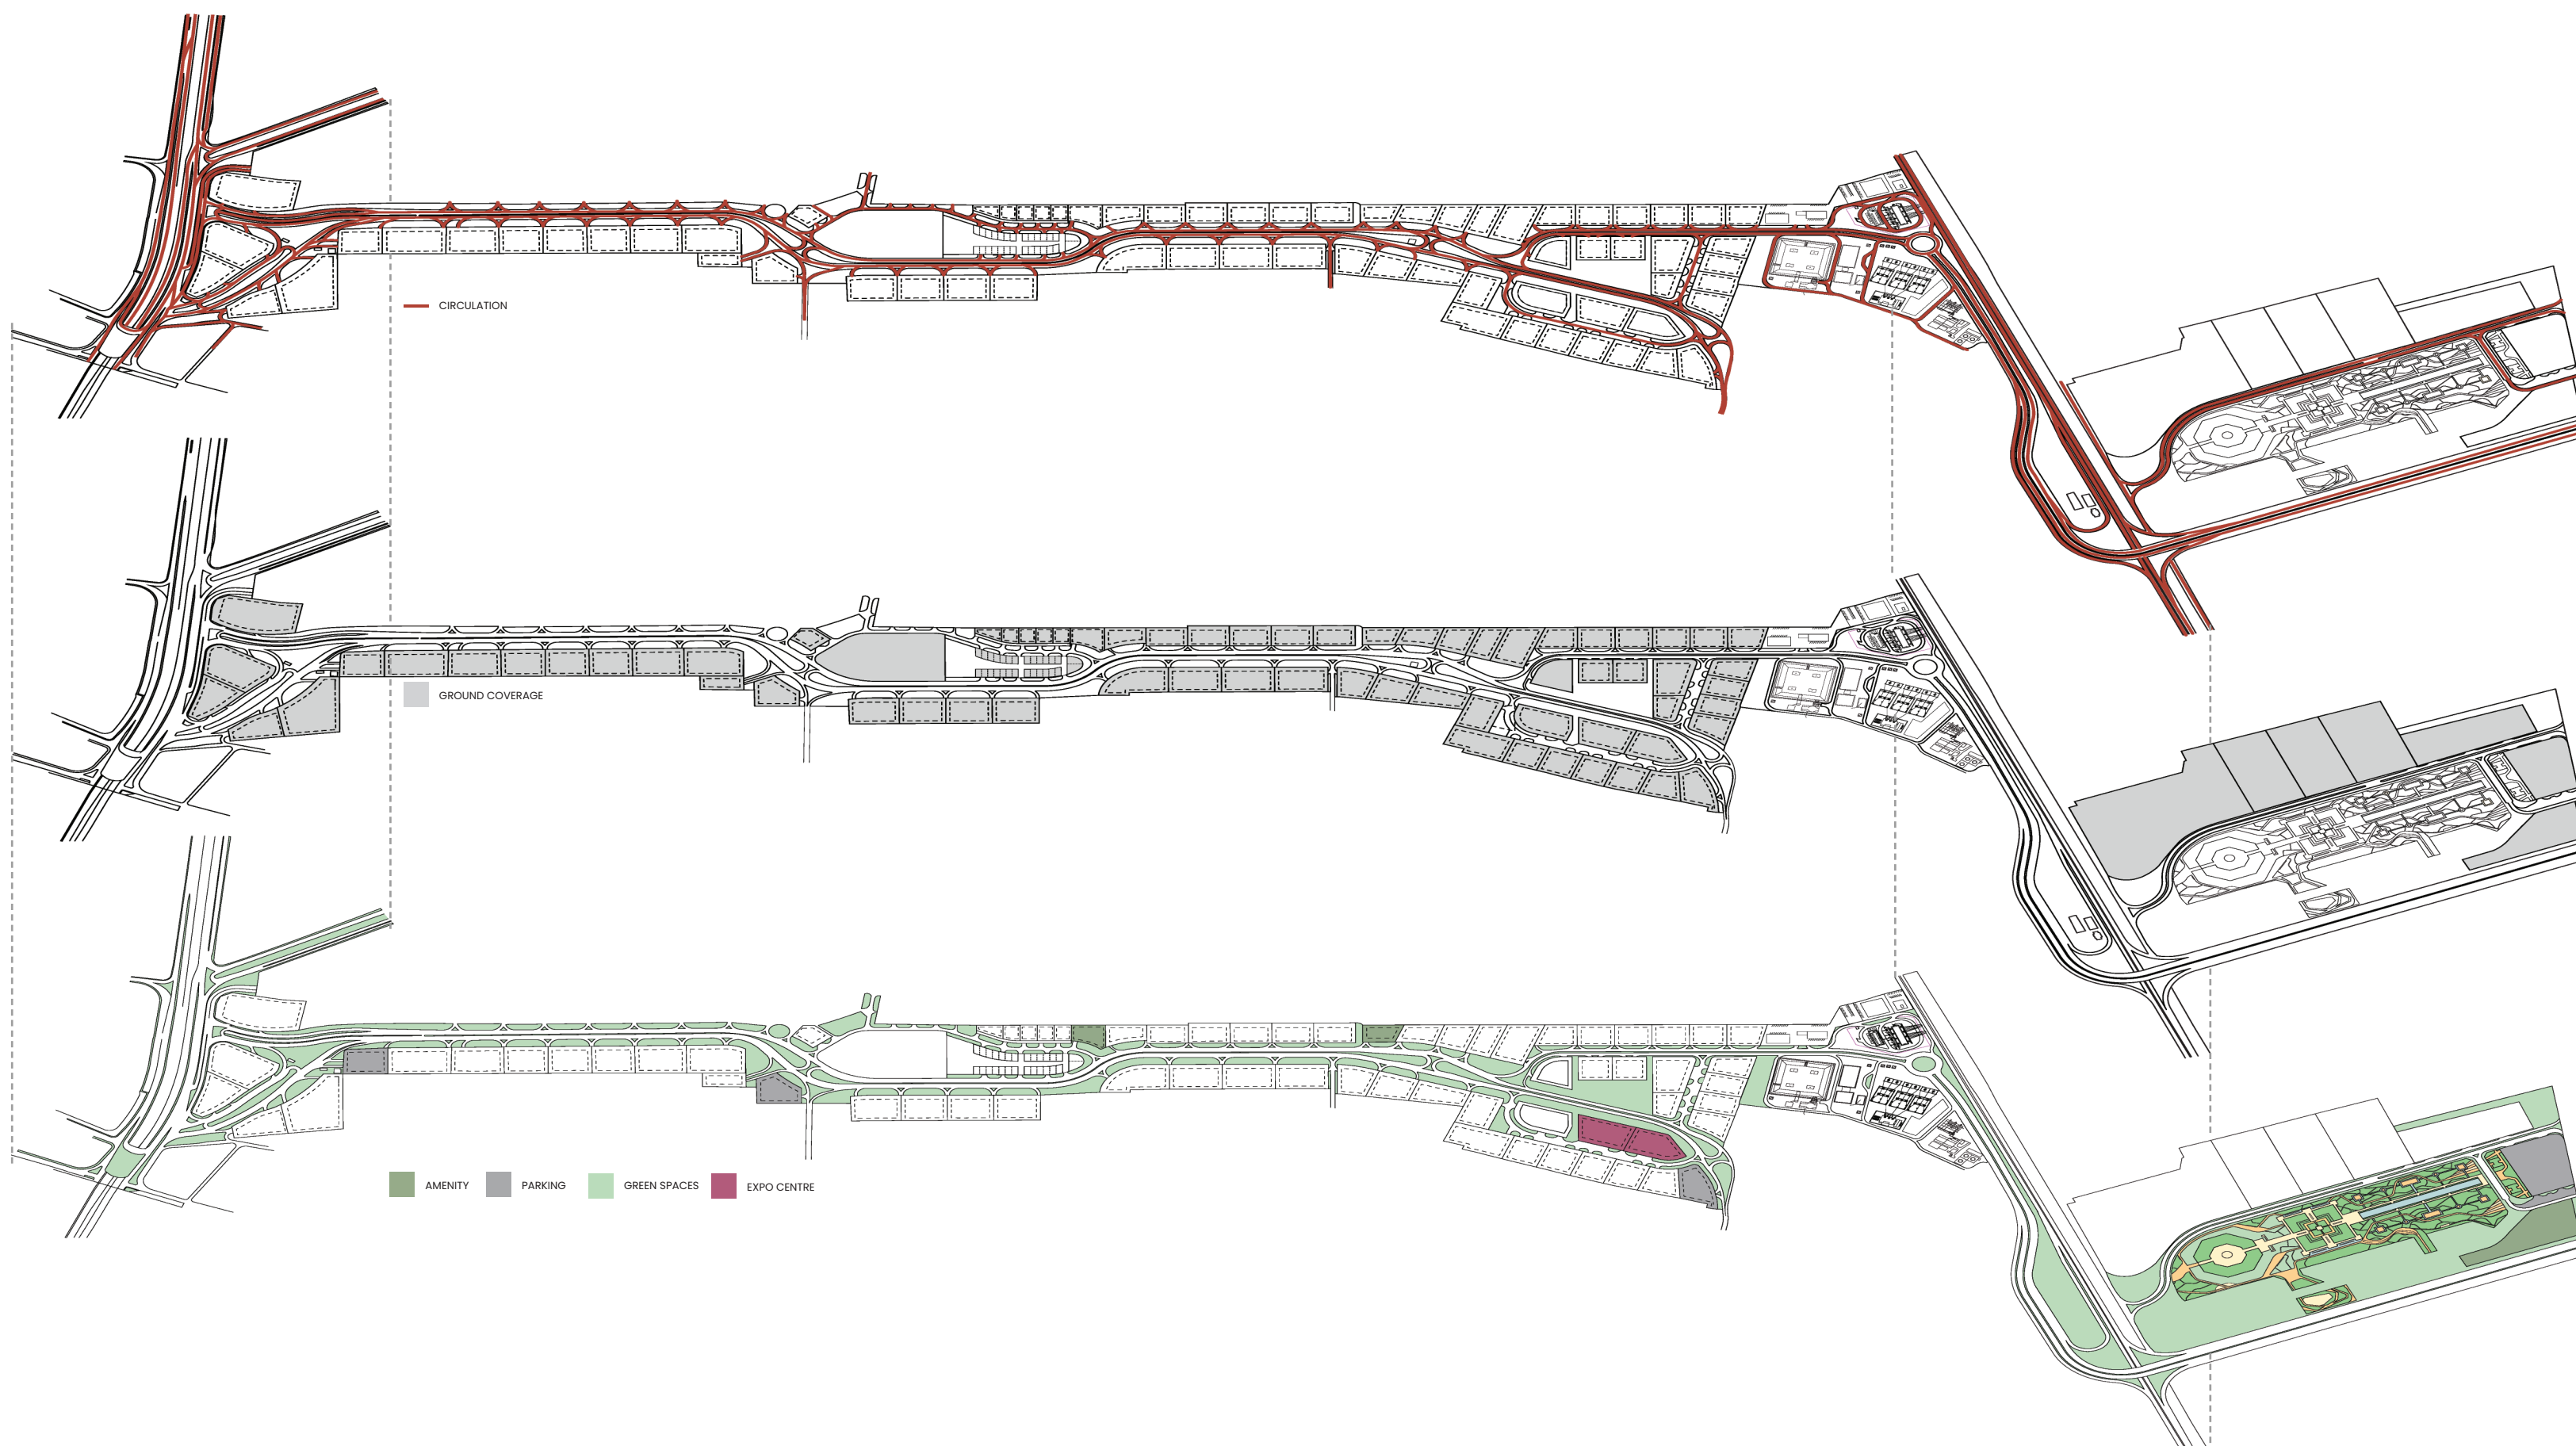 CIRCULATION
GROUND COVERAGE
AMENITY
PARKING
GREEN SPACES
EXPO CENTRE